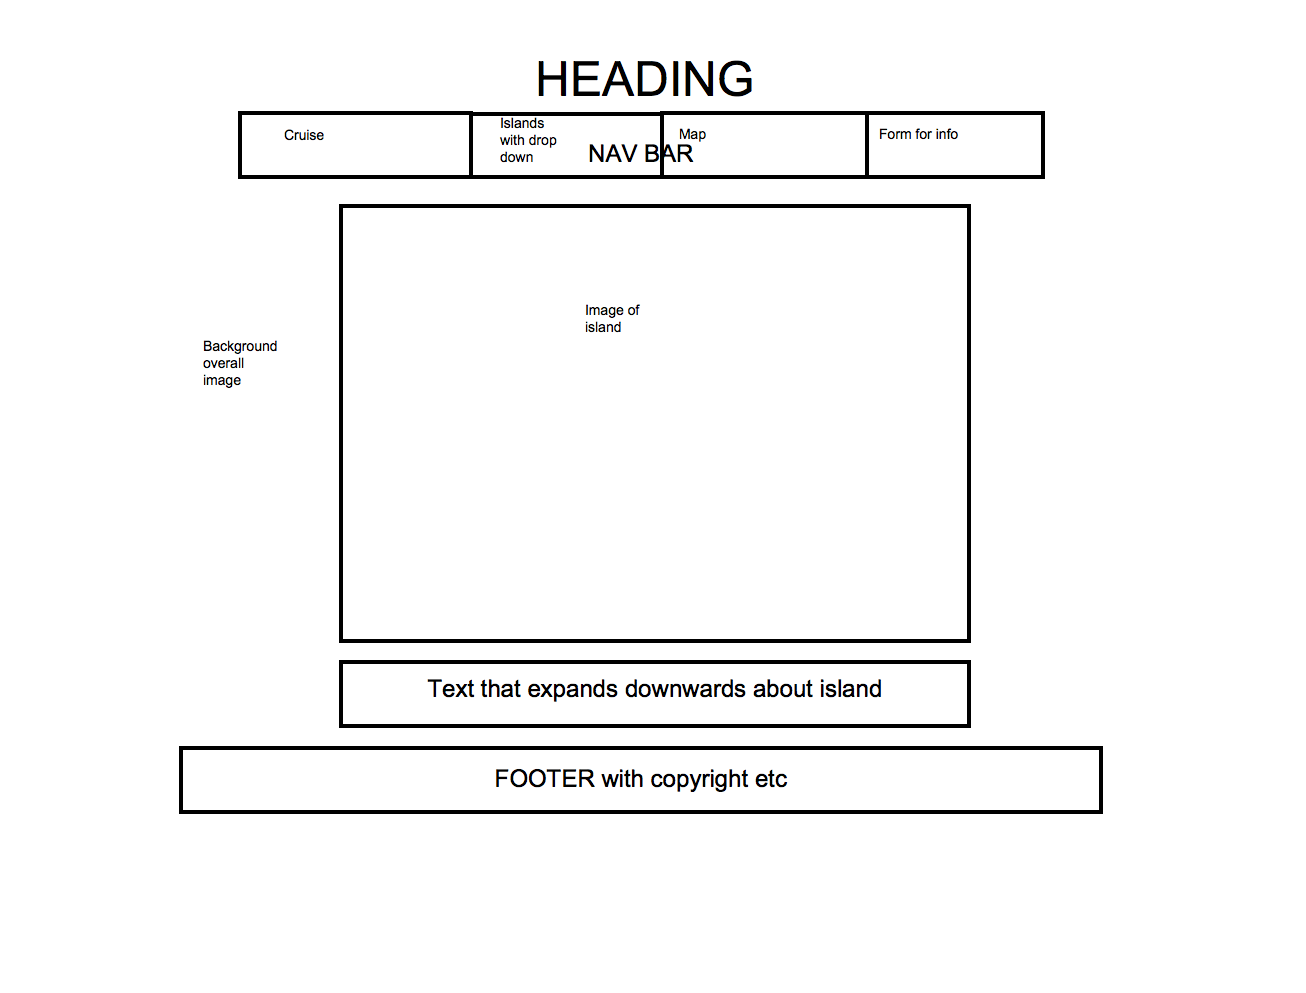 HEADING
Cruise
Islands
with drop
down
NAV BAR
Map
Form for info
Image of
island
Background
overall
image
Text that expands downwards about island
FOOTER with copyright etc